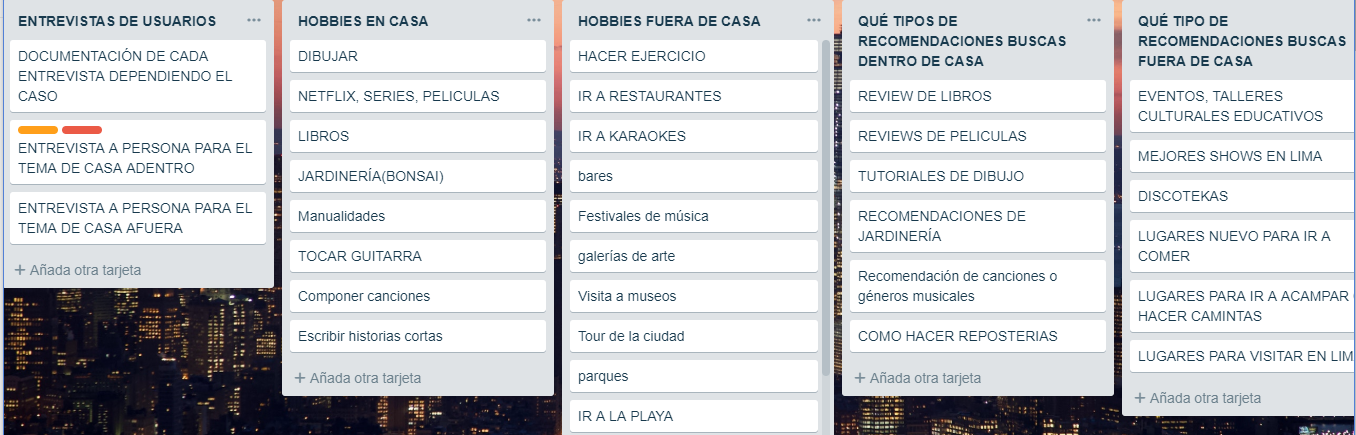 ENTREVISTAS DE USUARIOS
DOCUMENTACIÓN DE CADA
ENTREVISTA DEPENDIENDO EL
CASO
ENTREVISTA A PERSONA PARA EL
TEMA DE CASA ADENTRO
ENTREVISTA A PERSONA PARA EL
TEMA DE CASA AFUERA
+ Añada otra tarjeta
HOBBIES EN CASA
DIBUJAR
NETFLIX, SERIES, PELICULAS
LIBROS
JARDINERÍA(BONSAI)
Manualidades
TOCAR GUITARRA
Componer canciones
Escribir historias cortas
+ Añada otra tarjeta
HOBBIES FUERA DE CASA
HACER EJERCICIO
IR A RESTAURANTES
IR A KARAOKES
bares
Festivales de música
galerías de arte
Visita a museos
Tour de la ciudad
parques
IR A LA PLAYA
QUÉ TIPOS DE
RECOMENDACIONES BUSCAS
DENTRO DE CASA
REVIEW DE LIBROS
REVIEWS DE PELICULAS
TUTORIALES DE DIBUJO
RECOMENDACIONES DE
JARDINERÍA
Recomendación de canciones o
géneros musicales
COMO HACER REPOSTERIAS
+ Añada otra tarjeta
QUÉ TIPO DE
RECOMENDACIONES BUSCAS
FUERA DE CASA
EVENTOS, TALLERES
CULTURALES EDUCATIVOS
MEJORES SHOWS EN LIMA
DISCOTEKAS
LUGARES NUEVO PARA IR A
COMER
LUGARES PARA IR A ACAMPAR
HACER CAMINTAS
LUGARES PARA VISITAR EN LIM
+ Añada otra tarjeta